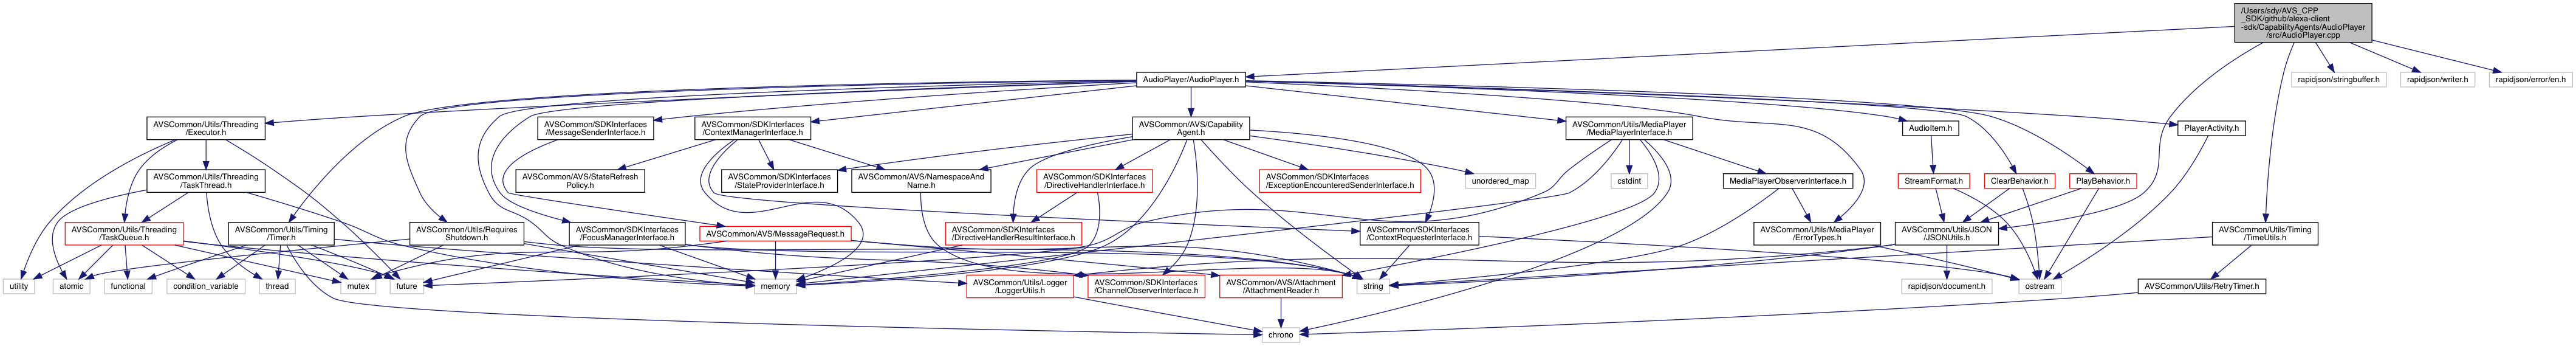 /Users/sdy/AVS_CPP
_SDK/github/alexa-client
-sdk/CapabilityAgents/AudioPlayer
/src/AudioPlayer.cpp
AudioPlayer/AudioPlayer.h
rapidjson/stringbuffer.h
rapidjson/writer.h
rapidjson/error/en.h
AVSCommon/Utils/Threading
/Executor.h
AVSCommon/SDKInterfaces
/MessageSenderInterface.h
AVSCommon/SDKInterfaces
/ContextManagerInterface.h
AVSCommon/AVS/Capability
Agent.h
AVSCommon/Utils/MediaPlayer
/MediaPlayerInterface.h
AudioItem.h
PlayerActivity.h
AVSCommon/Utils/Threading
/TaskThread.h
AVSCommon/AVS/StateRefresh
Policy.h
AVSCommon/SDKInterfaces
/StateProviderInterface.h
AVSCommon/AVS/NamespaceAnd
Name.h
AVSCommon/SDKInterfaces
/DirectiveHandlerInterface.h
AVSCommon/SDKInterfaces
/ExceptionEncounteredSenderInterface.h
unordered_map
cstdint
MediaPlayerObserverInterface.h
StreamFormat.h
ClearBehavior.h
PlayBehavior.h
AVSCommon/Utils/Threading
/TaskQueue.h
AVSCommon/Utils/Timing
/Timer.h
AVSCommon/Utils/Requires
Shutdown.h
AVSCommon/SDKInterfaces
/FocusManagerInterface.h
AVSCommon/AVS/MessageRequest.h
AVSCommon/SDKInterfaces
/DirectiveHandlerResultInterface.h
AVSCommon/SDKInterfaces
/ContextRequesterInterface.h
AVSCommon/Utils/MediaPlayer
/ErrorTypes.h
AVSCommon/Utils/JSON
/JSONUtils.h
AVSCommon/Utils/Timing
/TimeUtils.h
utility
atomic
functional
condition_variable
thread
mutex
future
memory
AVSCommon/Utils/Logger
/LoggerUtils.h
AVSCommon/SDKInterfaces
/ChannelObserverInterface.h
AVSCommon/AVS/Attachment
/AttachmentReader.h
string
rapidjson/document.h
ostream
AVSCommon/Utils/RetryTimer.h
chrono